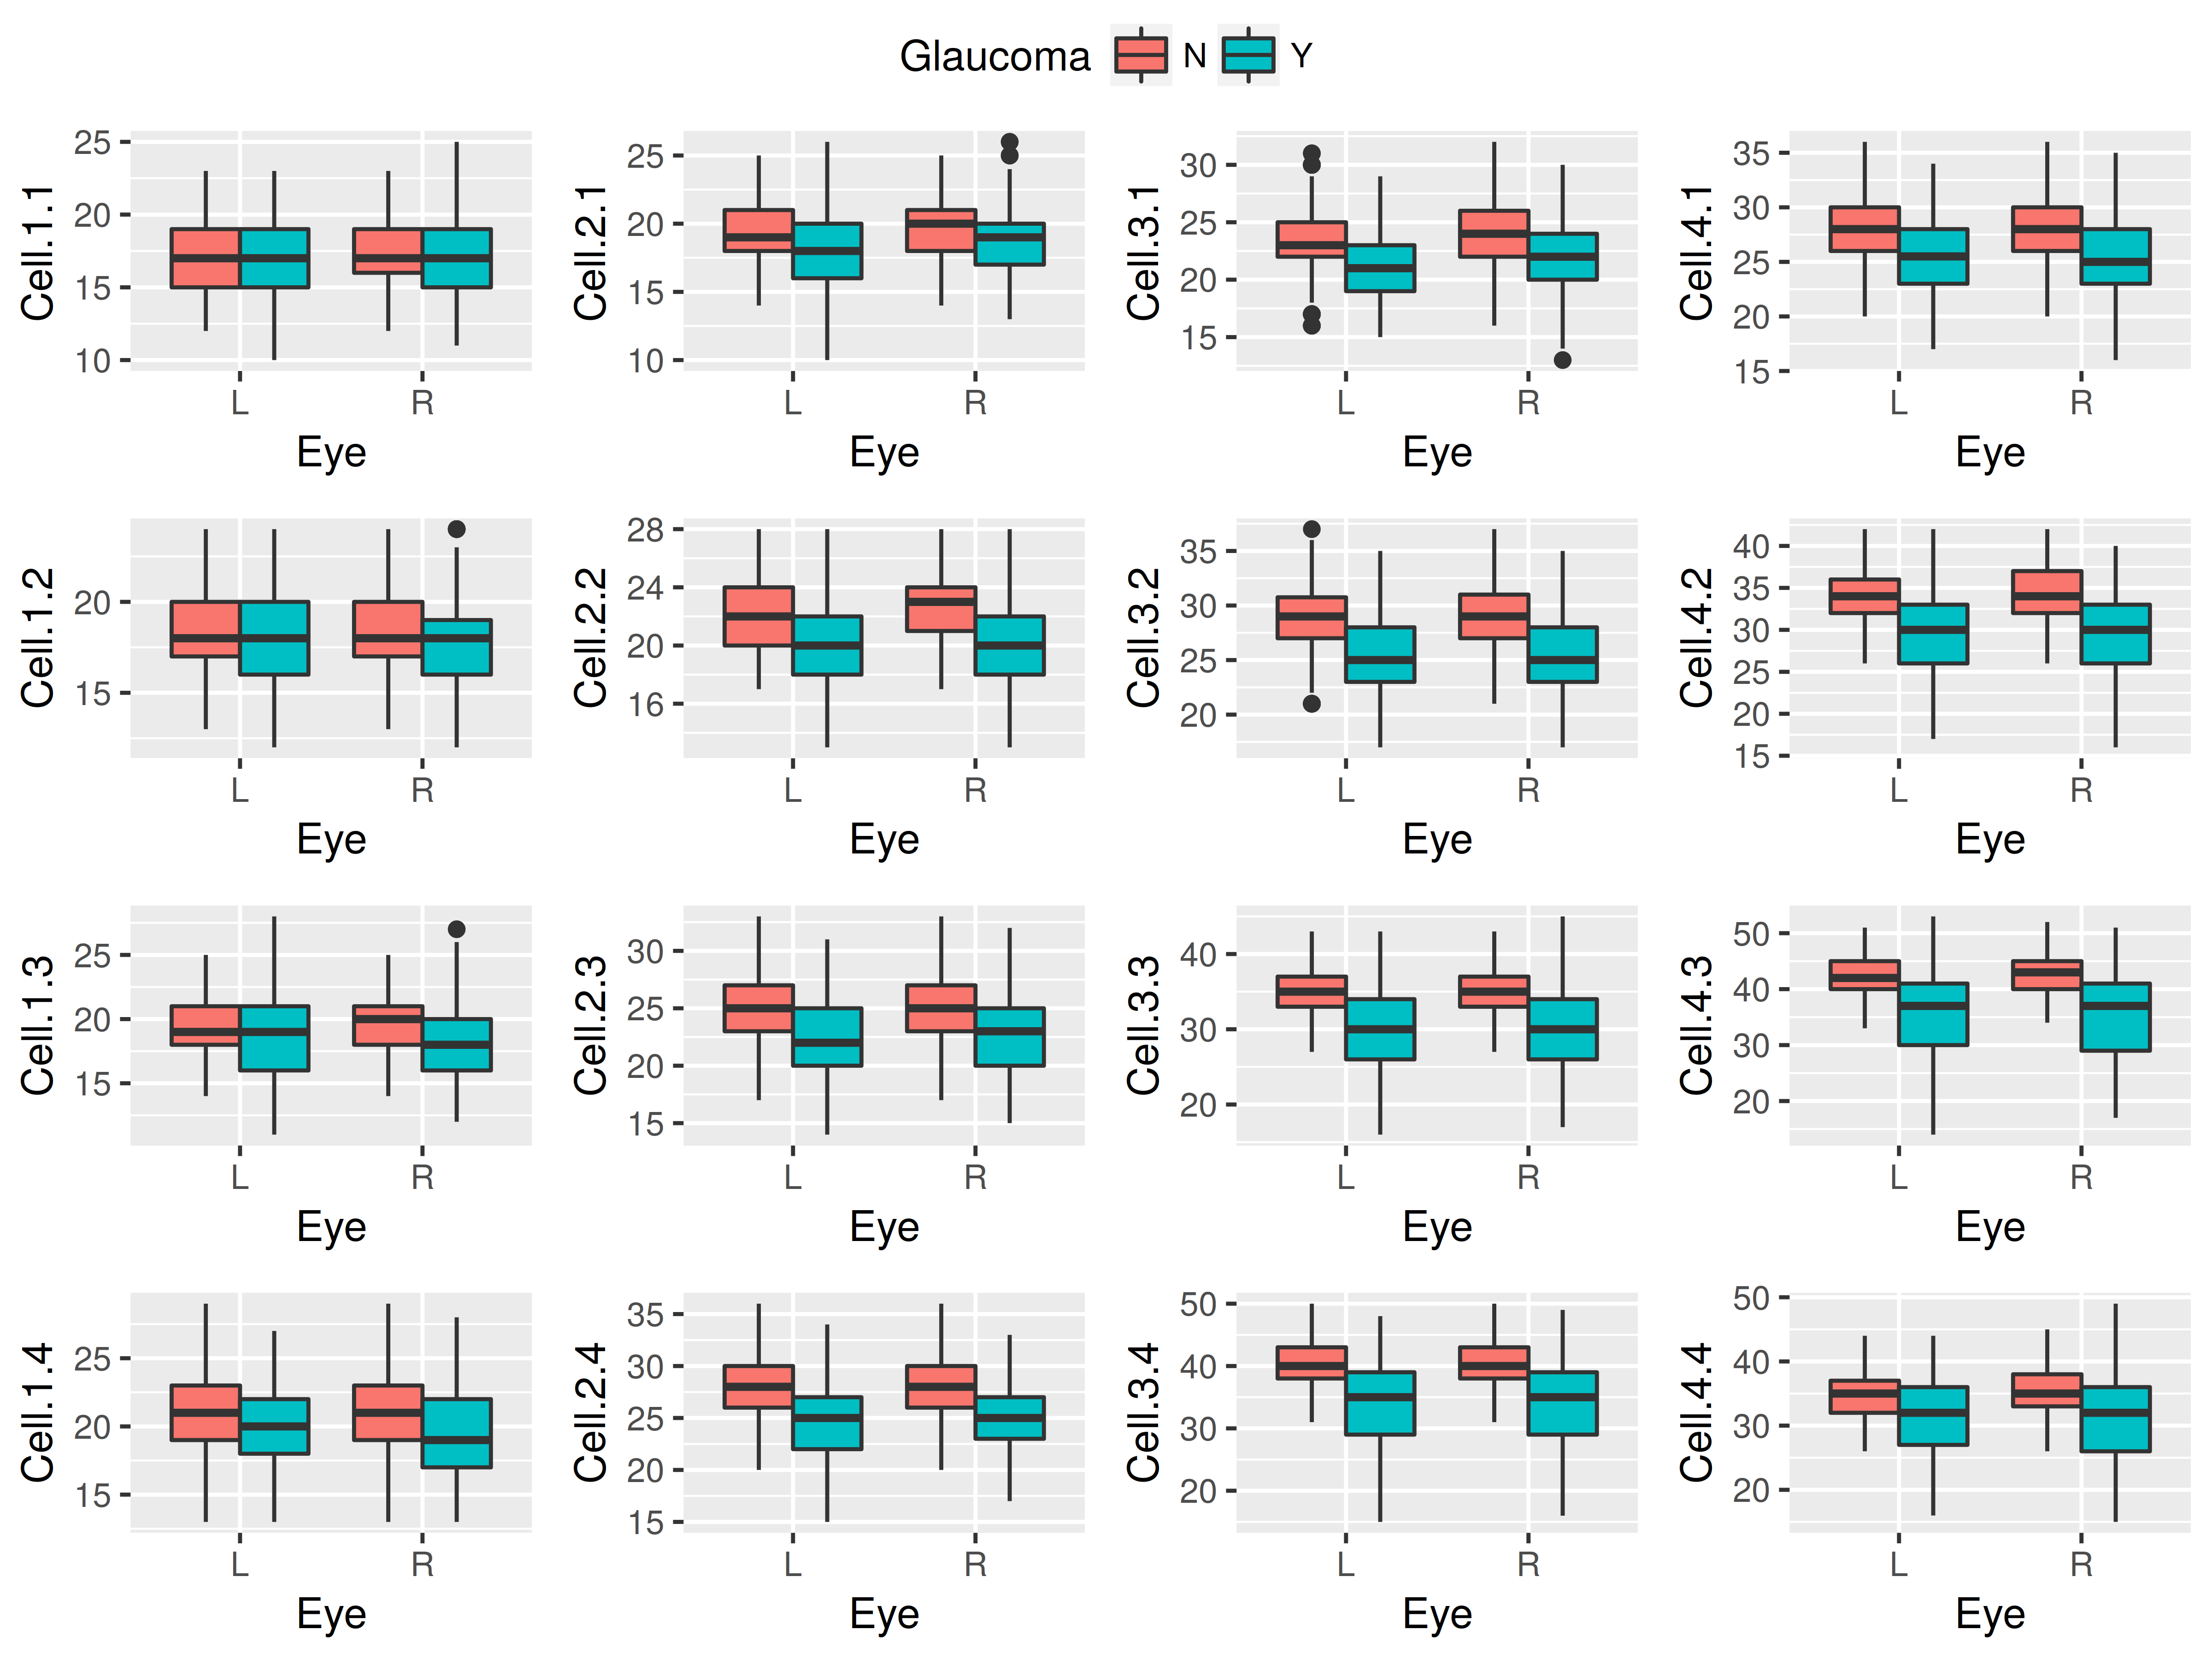 Glaucoma N Y
Cell.1.1
25
20
15
10
L R
Eye
Cell.2.1
25
20
15
10
L R
Eye
Cell.3.1
30
25
20
15
L R
Eye
Cell.4.1
35
30
25
20
15
L R
Eye
Cell.1.2
20
15
L R
Eye
Cell.2.2
28
24
20
16
L R
Eye
Cell.3.2
35
30
25
20
L R
Eye
Cell.4.2
40
35
30
25
20
15
L R
Eye
Cell.1.3
25
20
15
L R
Eye
Cell.2.3
30
25
20
15
L R
Eye
Cell.3.3
40
30
20
L R
Eye
Cell.4.3
50
40
30
20
L R
Eye
Cell.1.4
25
20
15
L R
Eye
Cell.2.4
35
30
25
20
15
L R
Eye
Cell.3.4
50
40
30
20
L R
Eye
Cell.4.4
50
40
30
20
L R
Eye